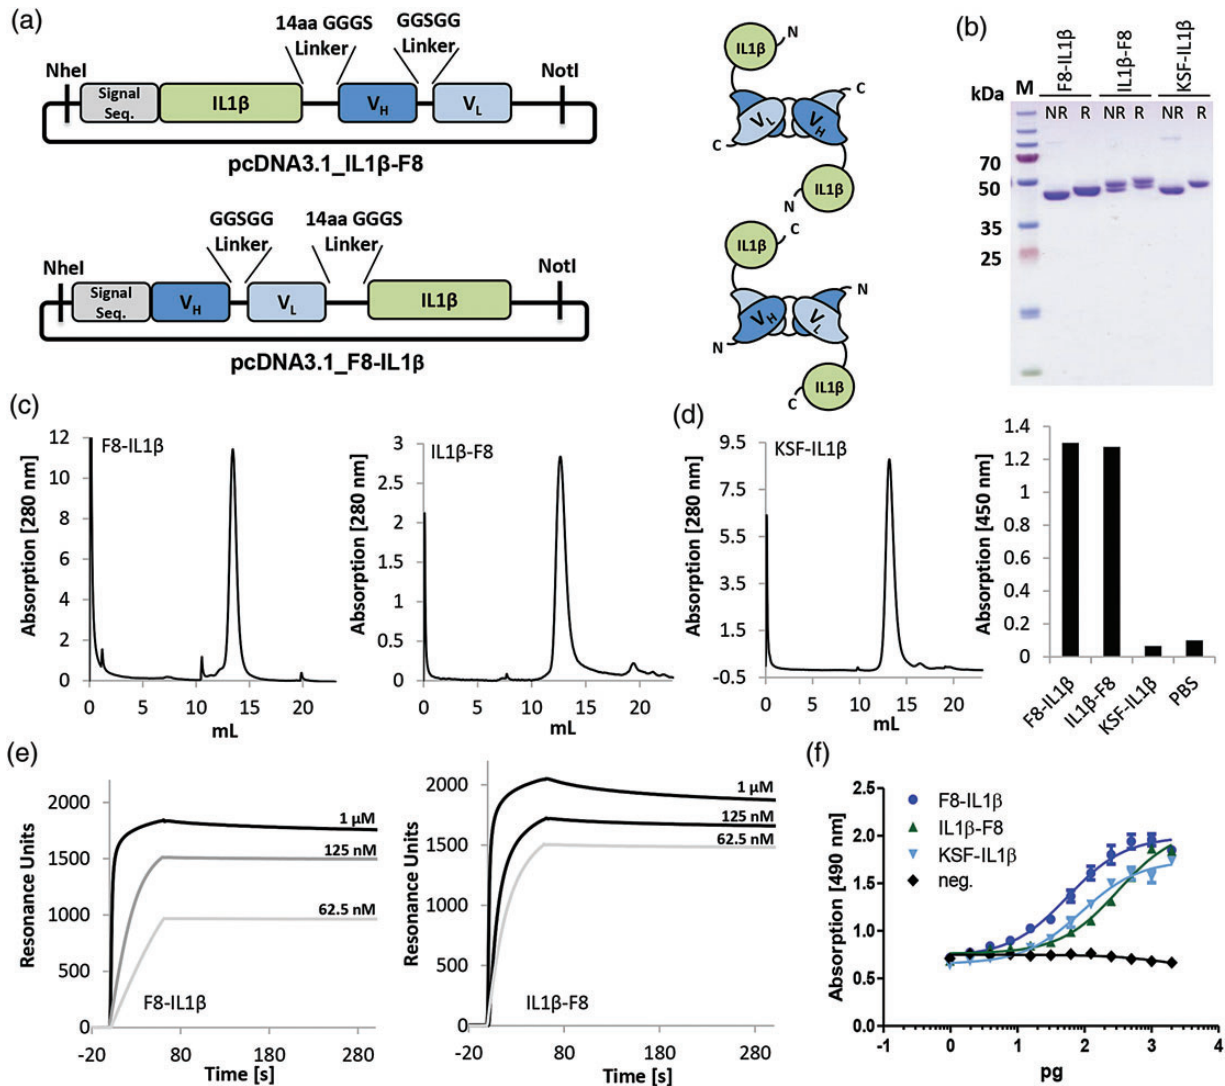 (a)
14aa GGGS
Linker
GGSGG
Linker
NheI
NotI
Signal
Seq.
IL1β
VH
VL
pcDNA3.1_IL1β-F8
GGSGG
Linker
14aa GGGS
Linker
NheI
NotI
Signal
Seq.
VH
VL
IL1β
pcDNA3.1_F8-IL1β
IL1β
N
C
VL
VH
C
N
IL1β
IL1β
C
N
VH
VL
N
C
IL1β
(b)
F8-IL1β
IL1β-F8
KSF-IL1β
kDa
M
NR R NR R NR R
70
50
35
25
(c)
F8-IL1β
Absorption [280 nm]
12
10
8
6
4
2
0
0 5 10 15 20
mL
IL1β-F8
Absorption [280 nm]
3
2.5
2
1.5
1
0.5
0
0 5 10 15 20
mL
(d)
KSF-IL1β
Absorption [280 nm]
9.5
7.5
5.5
3.5
1.5
-0.5
0 5 10 15 20
mL
Absorption [450 nm]
1.4
1.2
1
0.8
0.6
0.4
0.2
0
F8-IL1β
IL1β-F8
KSF-IL1β
PBS
(e)
Resonance Units
2000
1500
1000
500
0
1 µM
125 nM
62.5 nM
F8-IL1β
-20 80 180 280
Time [s]
Resonance Units
2000
1500
1000
500
0
1 µM
125 nM
62.5 nM
IL1β-F8
-20 80 180 280
Time [s]
(f)
Absorption [490 nm]
2.5
2.0
1.5
1.0
0.5
0.0
F8-IL1β
IL1β-F8
KSF-IL1β
neg.
-1 0 1 2 3 4
pg